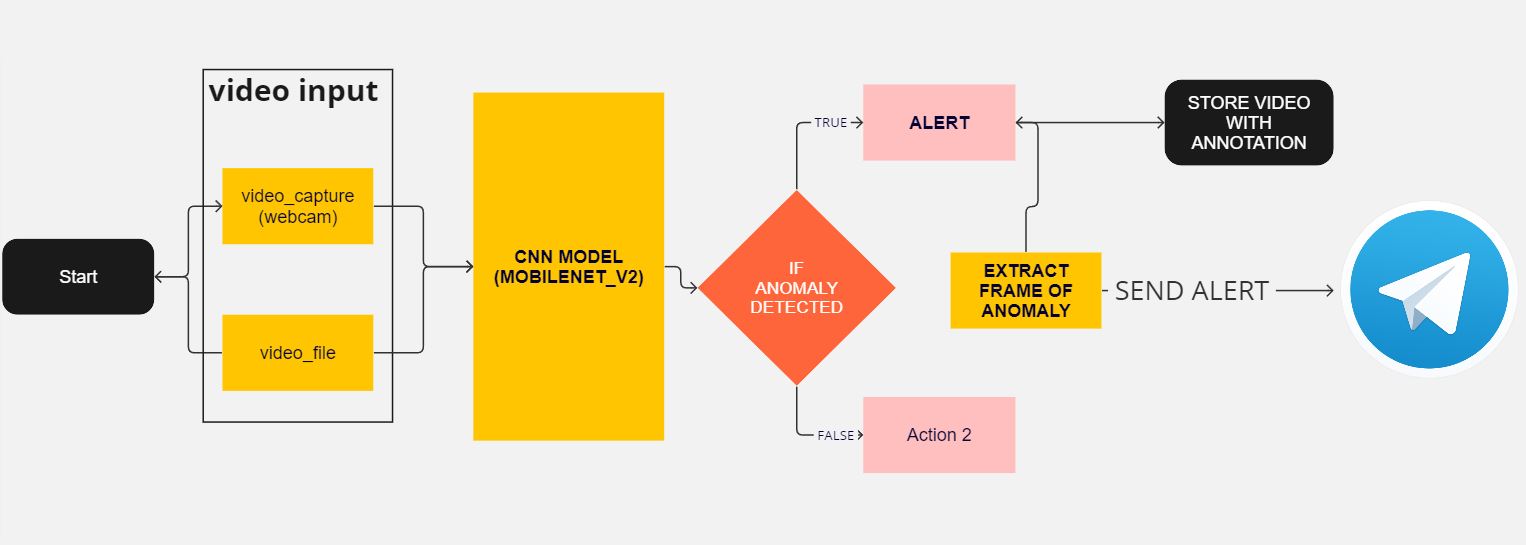 video input
video_capture
(webcam)
Start
video_file
CNN MODEL
(MOBILENET_V2)
IF
ANOMALY
DETECTED
TRUE
ALERT
STORE VIDEO
WITH
ANNOTATION
EXTRACT
FRAME OF
ANOMALY
SEND ALERT
FALSE
Action 2